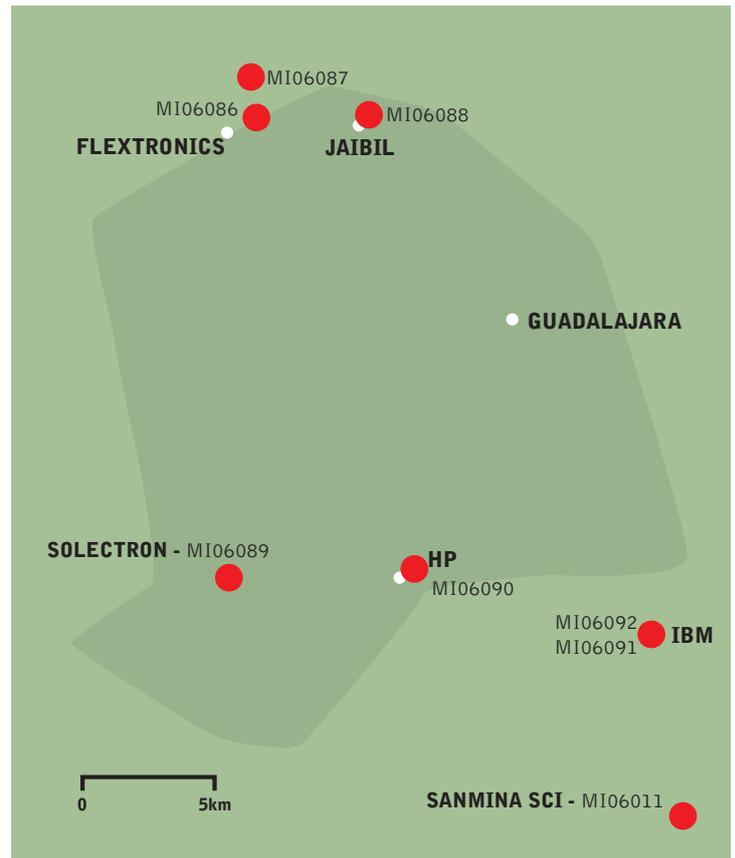 MI06087
MI06086
MI06088
FLEXTRONICS
JAIBIL
GUADALAJARA
SOLECTRON - MI06089
HP
MI06090
MI06092
MI06091
IBM
SANMINA SCI - MI06011
0 5km